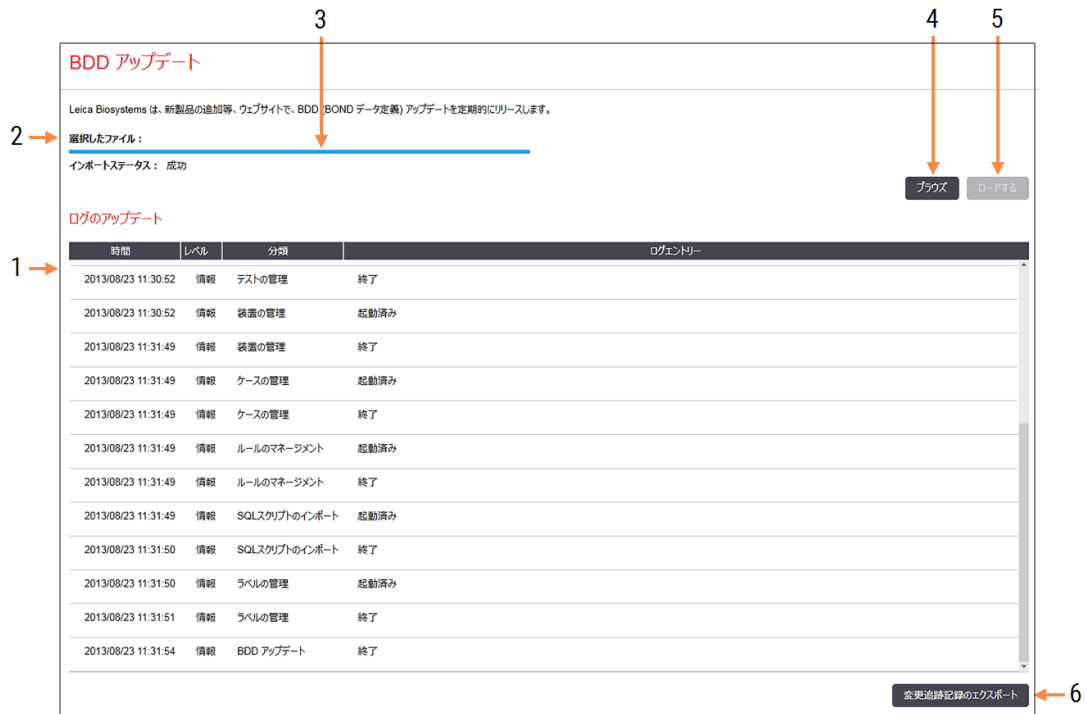 3 4 5
BDD アップデート
Leica Biosystems は、新製品の追加等、ウェブサイトで、BDD (BOND データ定義) アップデートを定期的にリリースします。
2
選択したファイル：
インポートステータス： 成功
ブラウズ ロードする
ログのアップデート
時間 レベル 分類 ログエントリー
1
2013/08/23 11:30:52 情報 テストの管理 終了
2013/08/23 11:30:52 情報 装置の管理 起動済み
2013/08/23 11:31:49 情報 装置の管理 終了
2013/08/23 11:31:49 情報 ケースの管理 起動済み
2013/08/23 11:31:49 情報 ケースの管理 終了
2013/08/23 11:31:49 情報 ルールのマネージメント 起動済み
2013/08/23 11:31:49 情報 ルールのマネージメント 終了
2013/08/23 11:31:49 情報 SQLスクリプトのインポート 起動済み
2013/08/23 11:31:50 情報 SQLスクリプトのインポート 終了
2013/08/23 11:31:50 情報 ラベルの管理 起動済み
2013/08/23 11:31:51 情報 ラベルの管理 終了
2013/08/23 11:31:54 情報 BDD アップデート 終了
変更追跡記録のエクスポート 6